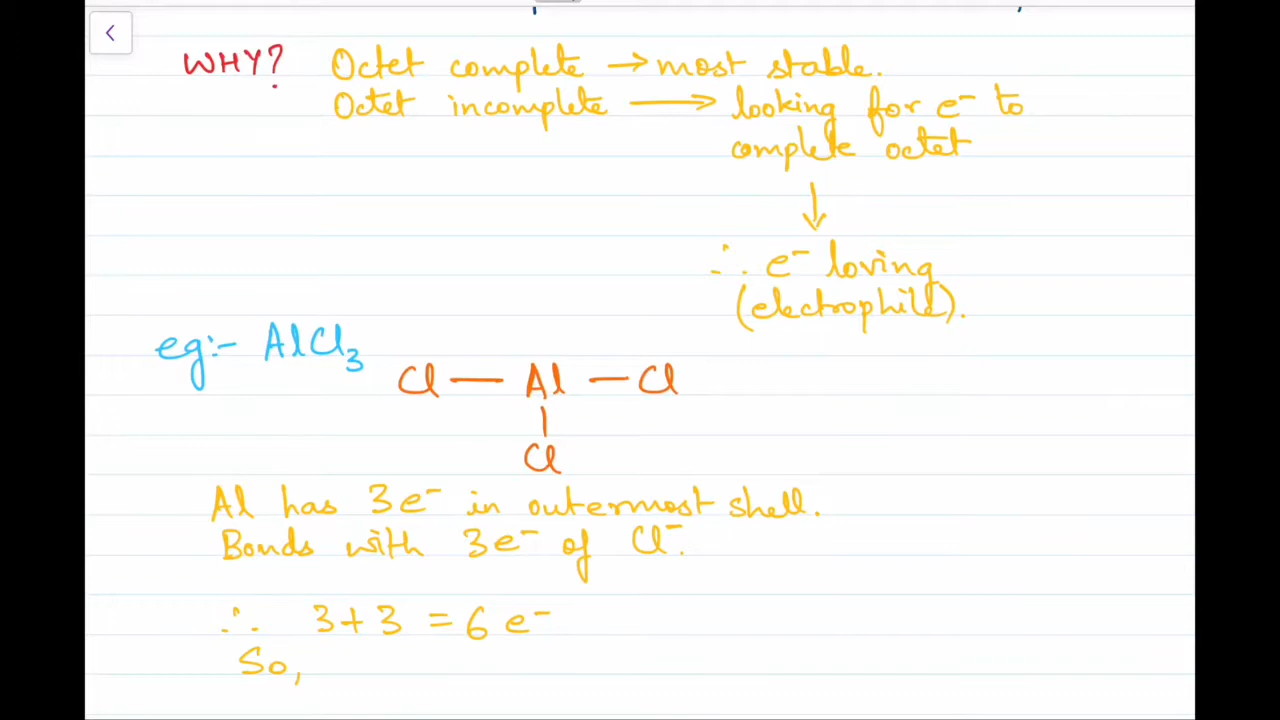 WHY? Octet complete → most stable.
Octet incomplete → looking for e⁻ to
complete octet
↓
∴ e⁻ loving
(electrophile).
eg:- AlCl₃
Cl — Al — Cl
|
Cl
Al has 3e⁻ in outermost shell.
Bonds with 3e⁻ of Cl⁻.
∴ 3+3 = 6 e⁻
So,